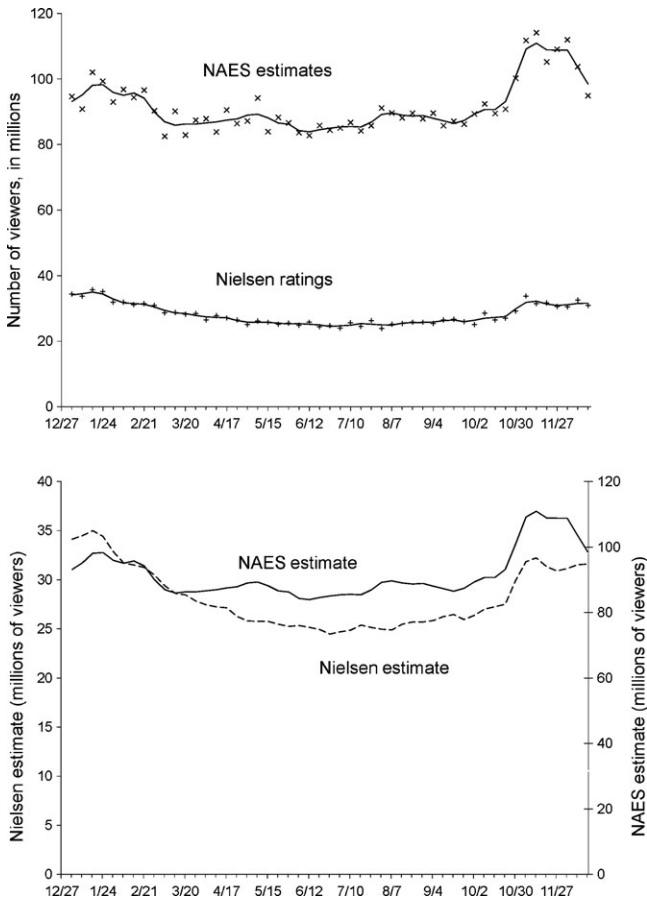 120
100
80
60
40
20
0
Number of viewers, in millions
NAES estimates
Nielsen ratings
12/27 1/24 2/21 3/20 4/17 5/15 6/12 7/10 8/7 9/4 10/2 10/30 11/27
40
35
30
25
20
15
10
5
0
Nielsen estimate (millions of viewers)
NAES estimate
Nielsen estimate
120
100
80
60
40
20
0
NAES estimate (millions of viewers)
12/27 1/24 2/21 3/20 4/17 5/15 6/12 7/10 8/7 9/4 10/2 10/30 11/27